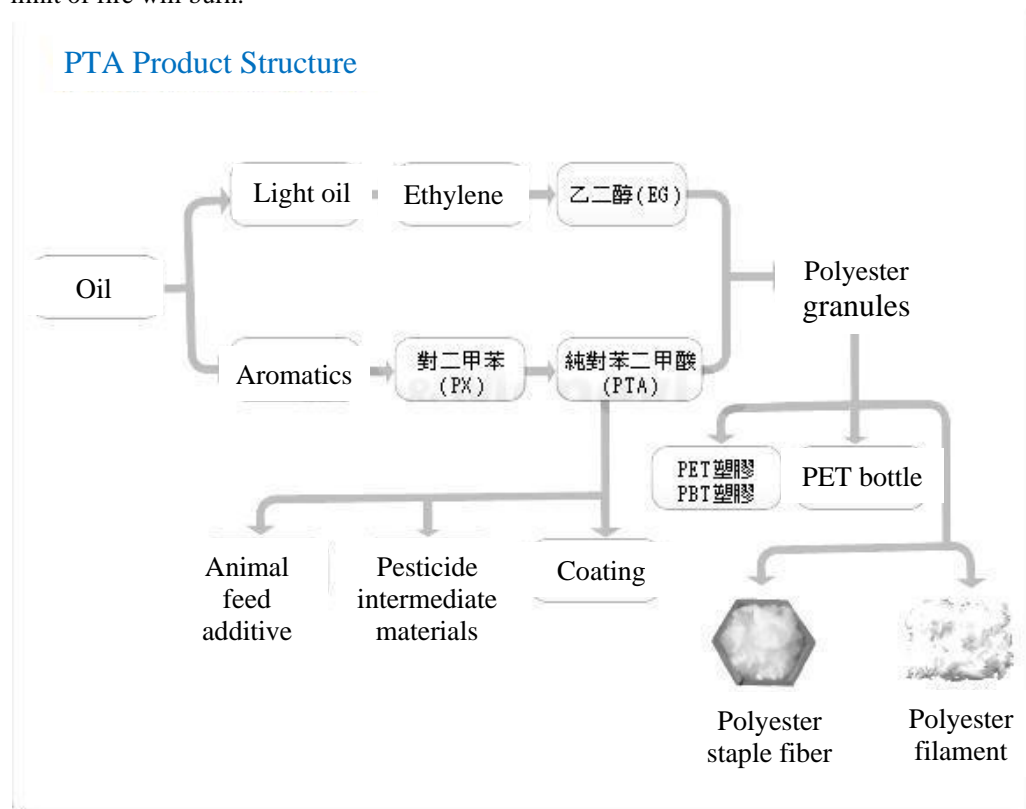 limit of fire will burn.
PTA Product Structure
Light oil
Ethylene
乙二醇(EG)
Oil
Polyester
granules
Aromatics
對二甲苯
(PX)
純對苯二甲酸
(PTA)
PET塑膠
PBT塑膠
PET bottle
Animal
feed
additive
Pesticide
intermediate
materials
Coating
Polyester
staple fiber
Polyester
filament